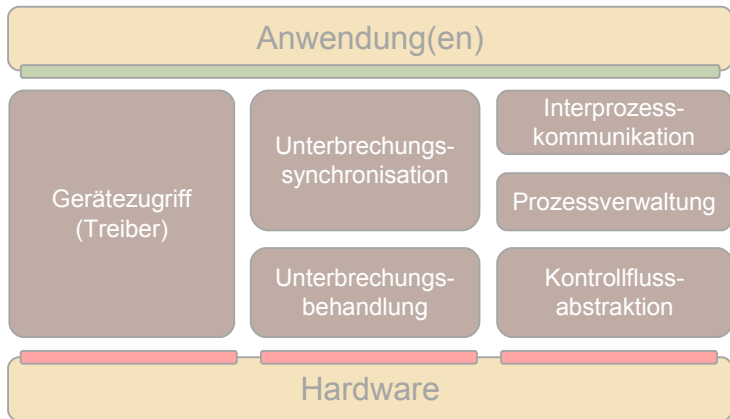 Anwendung(en)
Gerätezugriff
(Treiber)
Unterbrechungs-
synchronisation
Unterbrechungs-
behandlung
Interprozess-
kommunikation
Prozessverwaltung
Kontrollfluss-
abstraktion
Hardware